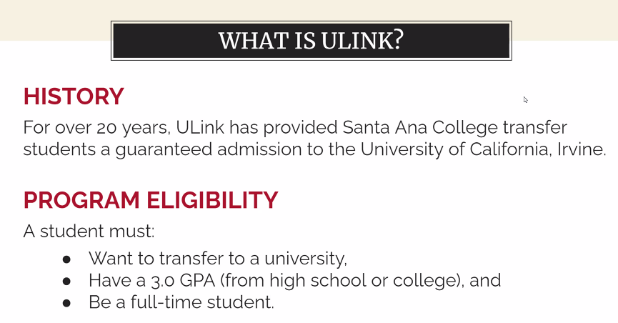 WHAT IS ULINK?
HISTORY
For over 20 years, ULink has provided Santa Ana College transfer
students a guaranteed admission to the University of California, Irvine.
PROGRAM ELIGIBILITY
A student must:
● Want to transfer to a university,
● Have a 3.0 GPA (from high school or college), and
● Be a full-time student.